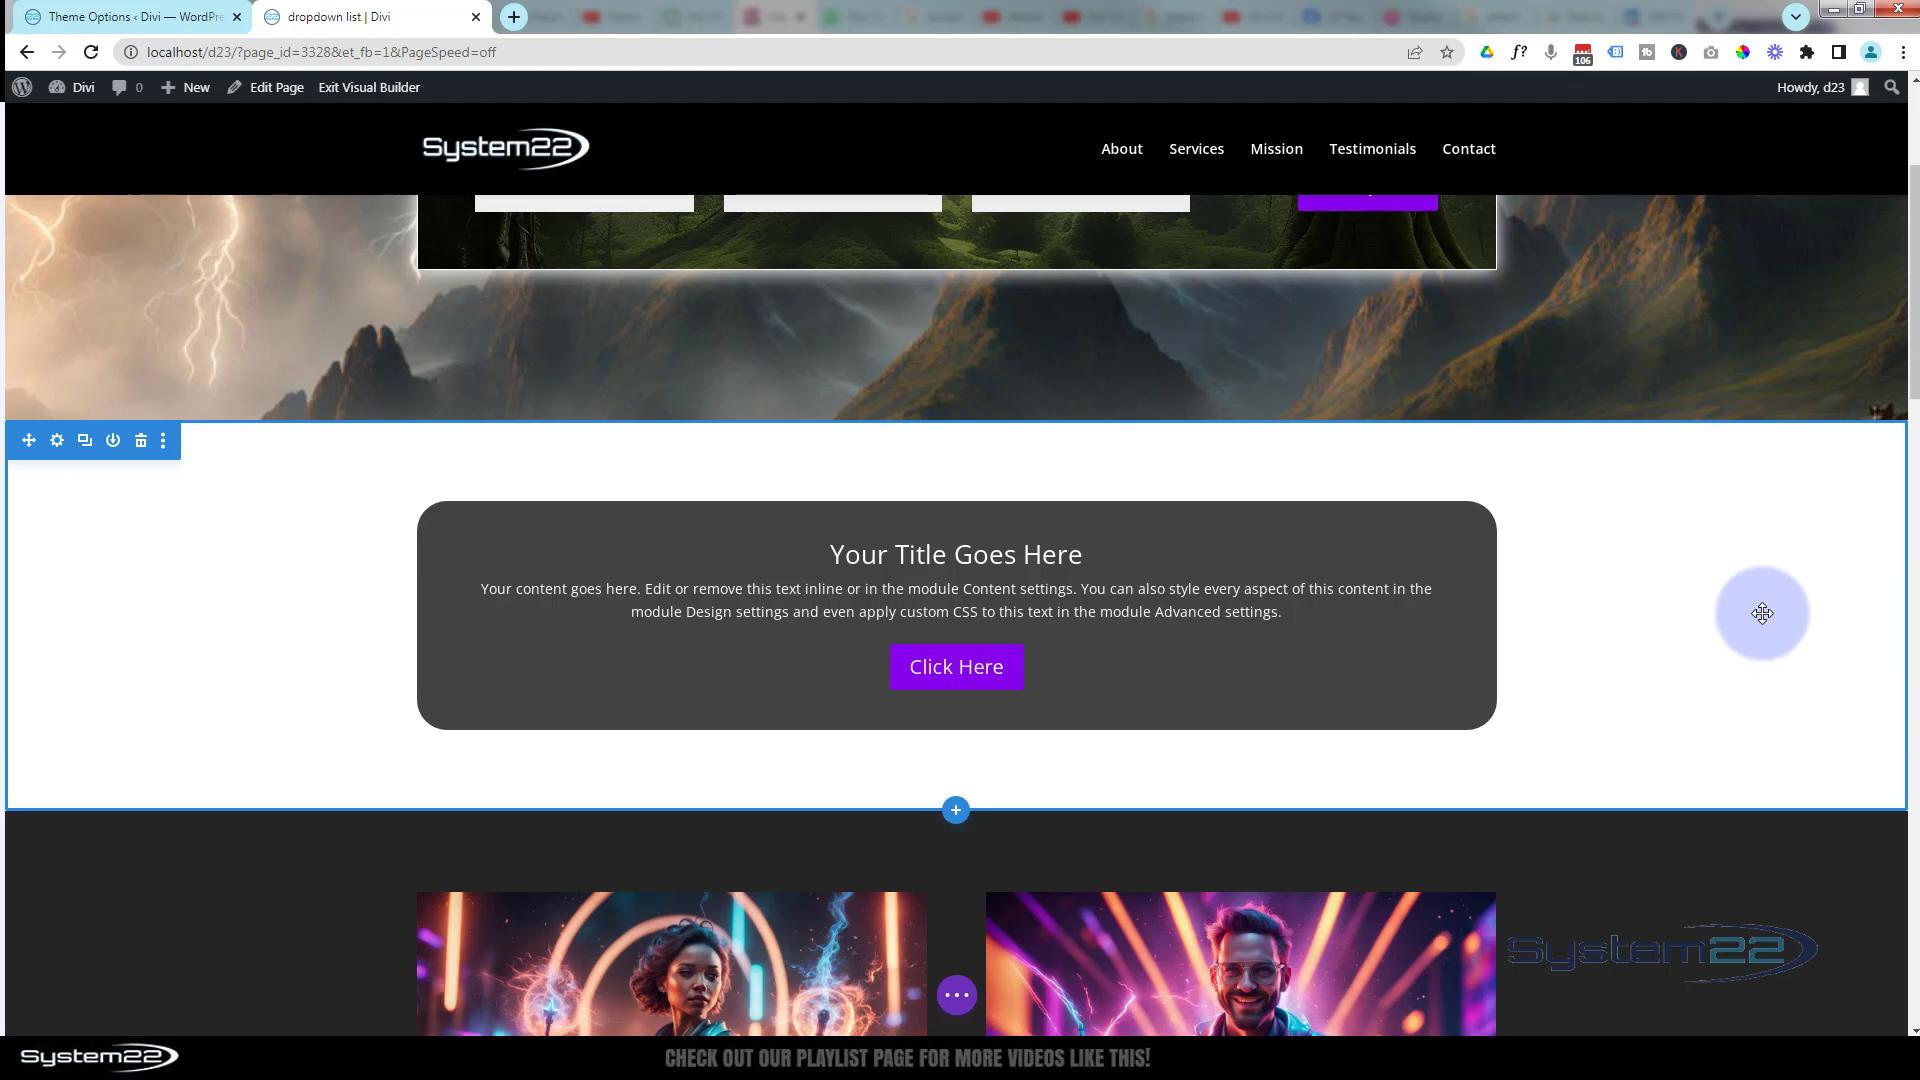 Theme Options ‹ Divi — WordPre
dropdown list | Divi
localhost/d23/?page_id=3328&et_fb=1&PageSpeed=off
106
Divi
0
New
Edit Page
Exit Visual Builder
Howdy, d23
System22
About
Services
Mission
Testimonials
Contact
Your Title Goes Here
Your content goes here. Edit or remove this text inline or in the module Content settings. You can also style every aspect of this content in the
module Design settings and even apply custom CSS to this text in the module Advanced settings.
Click Here
System22
System22
CHECK OUT OUR PLAYLIST PAGE FOR MORE VIDEOS LIKE THIS!